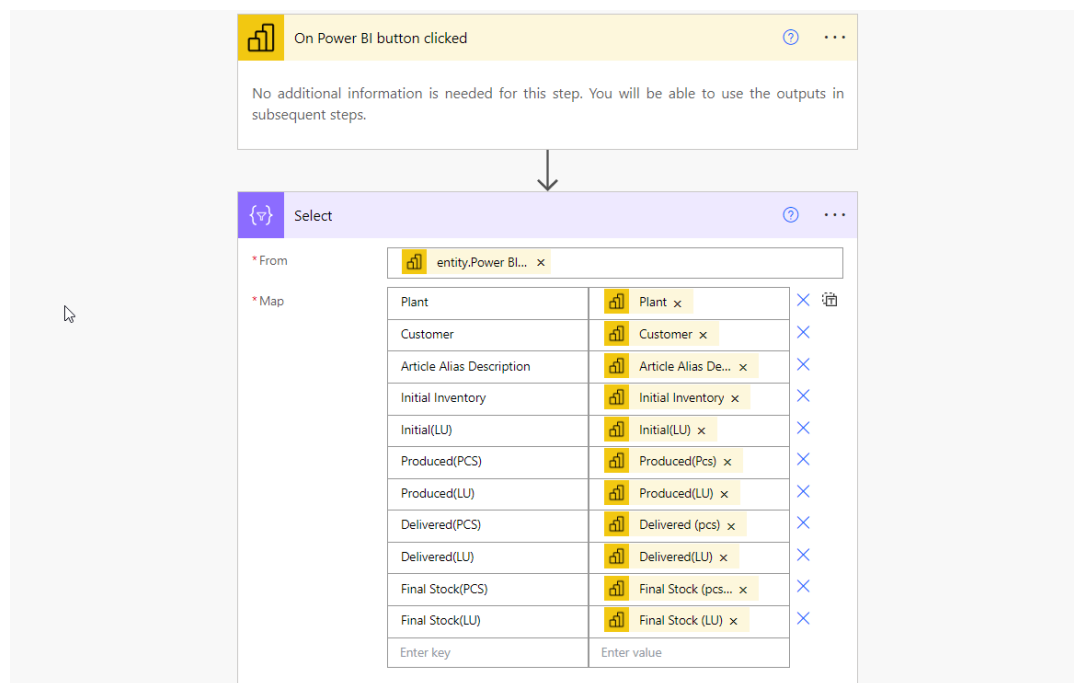 On Power BI button clicked
No additional information is needed for this step. You will be able to use the outputs in
subsequent steps.
Select
*From entity.Power BI... ×
*Map Plant Plant ×
Customer Customer ×
Article Alias Description Article Alias De... ×
Initial Inventory Initial Inventory ×
Initial(LU) Initial(LU) ×
Produced(PCS) Produced(Pcs) ×
Produced(LU) Produced(LU) ×
Delivered(PCS) Delivered (pcs) ×
Delivered(LU) Delivered(LU) ×
Final Stock(PCS) Final Stock (pcs... ×
Final Stock(LU) Final Stock (LU) ×
Enter key Enter value